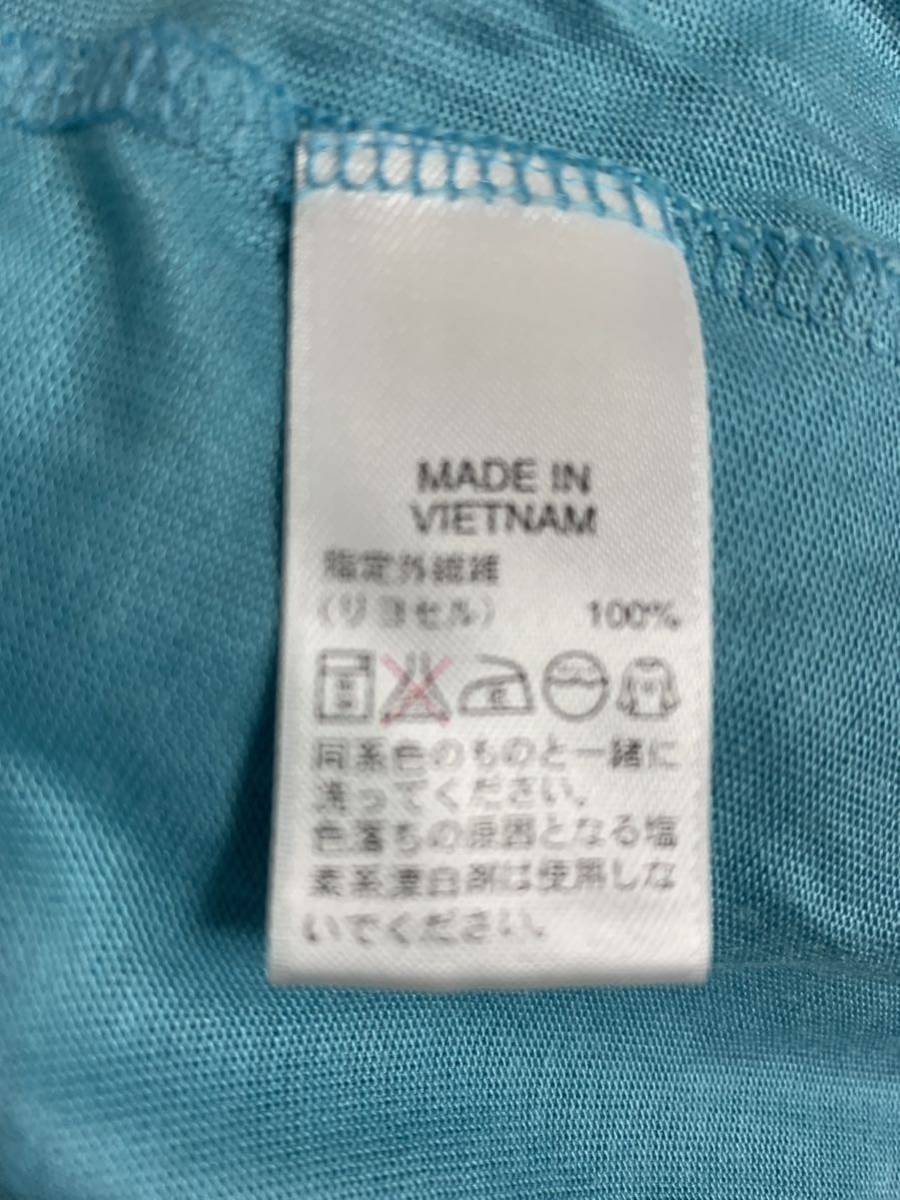 MADE IN
VIETNAM
指定外繊維
(リヨセル) 100%
同系色のものと一緒に
洗ってください。
色落ちの原因となる塩
素系漂白剤は使用しな
いでください。